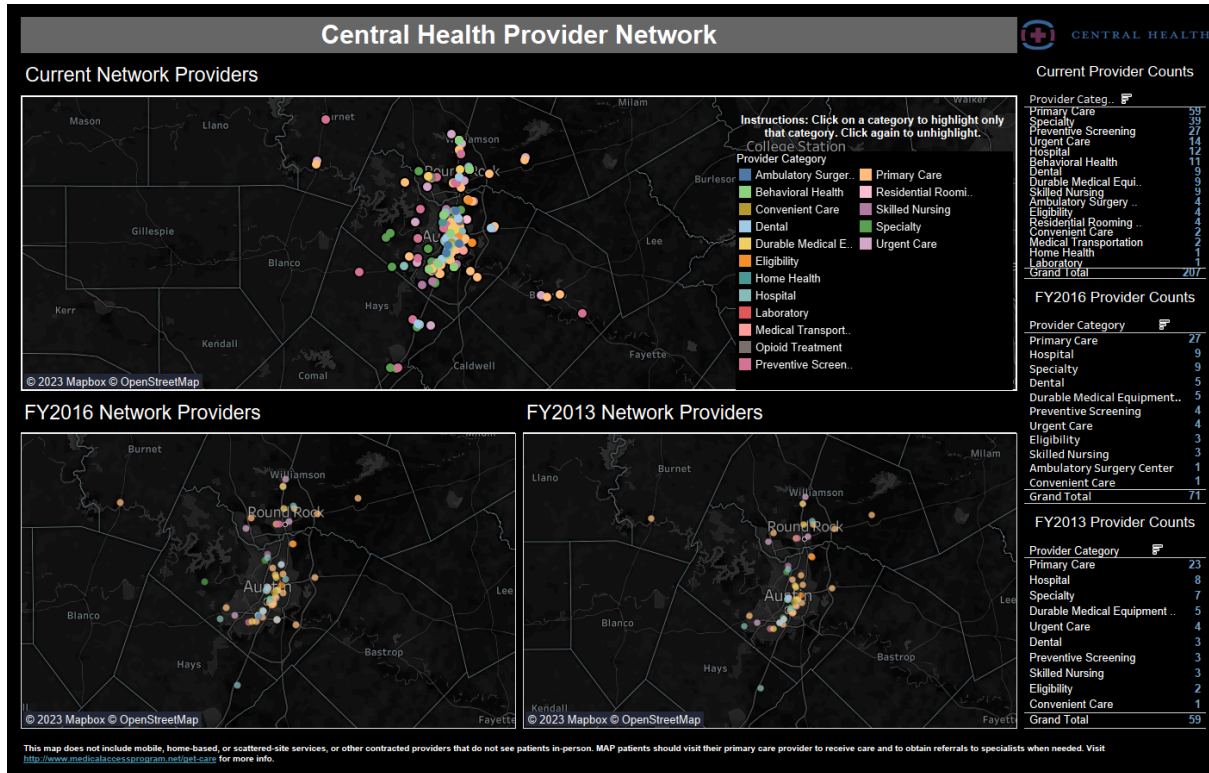 Central Health Provider Network
CENTRAL HEALTH
Current Network Providers
Mason
Llano
Milam
Walker
Gillespie
Blanco
Lee
Kerr
Hays
Kendall
Comal
Caldwell
Fayette
Round Rock
College Station
Instructions: Click on a category to highlight only
that category. Click again to unhighlight.
Provider Category
Ambulatory Surger..
Behavioral Health
Convenient Care
Dental
Durable Medical E..
Eligibility
Home Health
Hospital
Laboratory
Medical Transport..
Opioid Treatment
Preventive Screen..
Primary Care
Residential Roomi..
Skilled Nursing
Specialty
Urgent Care
© 2023 Mapbox © OpenStreetMap
Current Provider Counts
Provider Categ..
Primary Care 59
Specialty 39
Preventive Screening 27
Urgent Care 14
Hospital 12
Behavioral Health 11
Dental 9
Durable Medical Equi.. 9
Skilled Nursing 9
Ambulatory Surgery .. 4
Eligibility 4
Residential Rooming .. 4
Convenient Care 2
Medical Transportation 2
Home Health 1
Laboratory 1
Grand Total 207
FY2016 Provider Counts
Provider Category
Primary Care 27
Hospital 9
Specialty 9
Dental 5
Durable Medical Equipment.. 5
Preventive Screening 4
Urgent Care 4
Eligibility 3
Skilled Nursing 3
Ambulatory Surgery Center 1
Convenient Care 1
Grand Total 71
FY2013 Provider Counts
Provider Category
Primary Care 23
Hospital 8
Specialty 7
Durable Medical Equipment .. 5
Urgent Care 4
Dental 3
Preventive Screening 3
Skilled Nursing 3
Eligibility 2
Convenient Care 1
Grand Total 59
FY2016 Network Providers
Burnet
Williamson
Round Rock
Austin
Lee
Blanco
Bastrop
Hays
Fayette
© 2023 Mapbox © OpenStreetMap
FY2013 Network Providers
Milam
Llano
Burnet
Williamson
Round Rock
Austin
Lee
Blanco
Bastrop
Hays
Kendall
Fayett
© 2023 Mapbox © OpenStreetMap
This map does not include mobile, home-based, or scattered-site services, or other contracted providers that do not see patients in-person. MAP patients should visit their primary care provider to receive care and to obtain referrals to specialists when needed. Visit
http://www.medicalaccessprogram.net/get-care for more info.